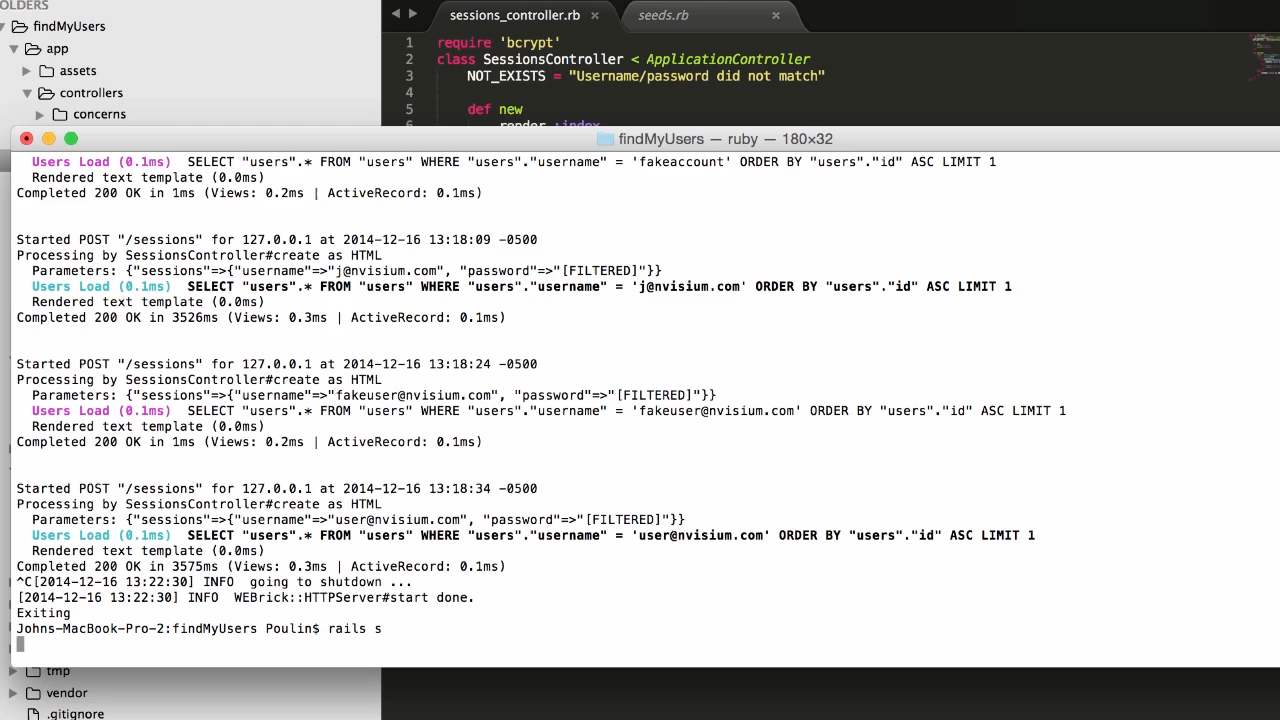 OLDERS
findMyUsers
app
assets
controllers
concerns
sessions_controller.rb ×
seeds.rb ×
1 require 'bcrypt'
2 class SessionsController < ApplicationController
3 NOT_EXISTS = "Username/password did not match"
4
5 def new
6 render :index
findMyUsers — ruby — 180×32
Users Load (0.1ms) SELECT "users".* FROM "users" WHERE "users"."username" = 'fakeaccount' ORDER BY "users"."id" ASC LIMIT 1
Rendered text template (0.0ms)
Completed 200 OK in 1ms (Views: 0.2ms | ActiveRecord: 0.1ms)
Started POST "/sessions" for 127.0.0.1 at 2014-12-16 13:18:09 -0500
Processing by SessionsController#create as HTML
Parameters: {"sessions"=>{"username"=>"j@nvisium.com", "password"=>"[FILTERED]"}}
Users Load (0.1ms) SELECT "users".* FROM "users" WHERE "users"."username" = 'j@nvisium.com' ORDER BY "users"."id" ASC LIMIT 1
Rendered text template (0.0ms)
Completed 200 OK in 3526ms (Views: 0.3ms | ActiveRecord: 0.1ms)
Started POST "/sessions" for 127.0.0.1 at 2014-12-16 13:18:24 -0500
Processing by SessionsController#create as HTML
Parameters: {"sessions"=>{"username"=>"fakeuser@nvisium.com", "password"=>"[FILTERED]"}}
Users Load (0.1ms) SELECT "users".* FROM "users" WHERE "users"."username" = 'fakeuser@nvisium.com' ORDER BY "users"."id" ASC LIMIT 1
Rendered text template (0.0ms)
Completed 200 OK in 1ms (Views: 0.2ms | ActiveRecord: 0.1ms)
Started POST "/sessions" for 127.0.0.1 at 2014-12-16 13:18:34 -0500
Processing by SessionsController#create as HTML
Parameters: {"sessions"=>{"username"=>"user@nvisium.com", "password"=>"[FILTERED]"}}
Users Load (0.1ms) SELECT "users".* FROM "users" WHERE "users"."username" = 'user@nvisium.com' ORDER BY "users"."id" ASC LIMIT 1
Rendered text template (0.0ms)
Completed 200 OK in 3575ms (Views: 0.3ms | ActiveRecord: 0.1ms)
^C[2014-12-16 13:22:30] INFO going to shutdown ...
[2014-12-16 13:22:30] INFO WEBrick::HTTPServer#start done.
Exiting
Johns-MacBook-Pro-2:findMyUsers Poulin$ rails s
tmp
vendor
.gitignore